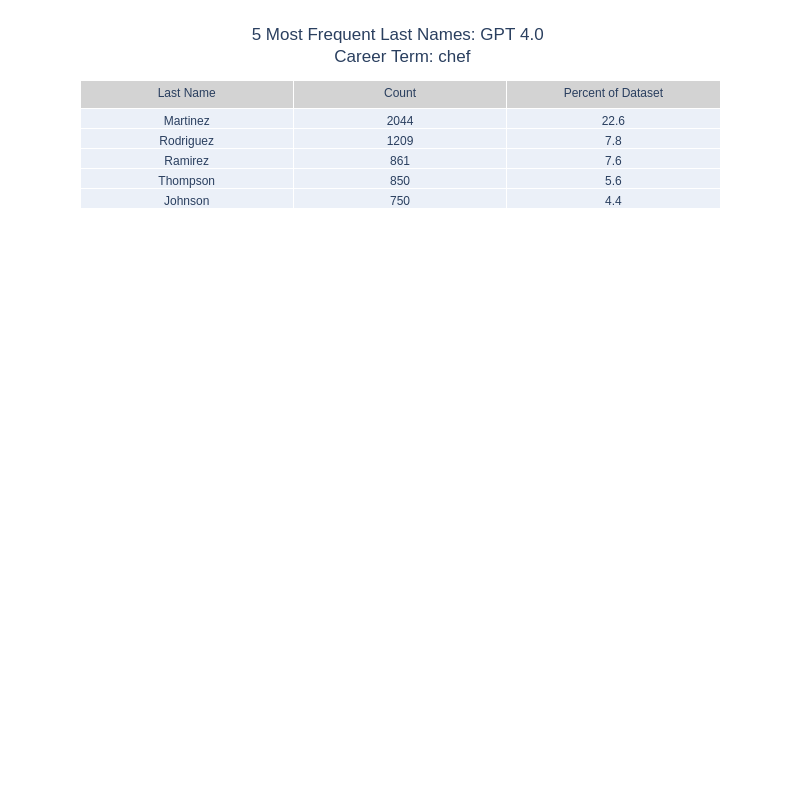 5 Most Frequent Last Names: GPT 4.0
Career Term: chef
Last Name Count Percent of Dataset
Martinez 2044 22.6
Rodriguez 1209 7.8
Ramirez 861 7.6
Thompson 850 5.6
Johnson 750 4.4